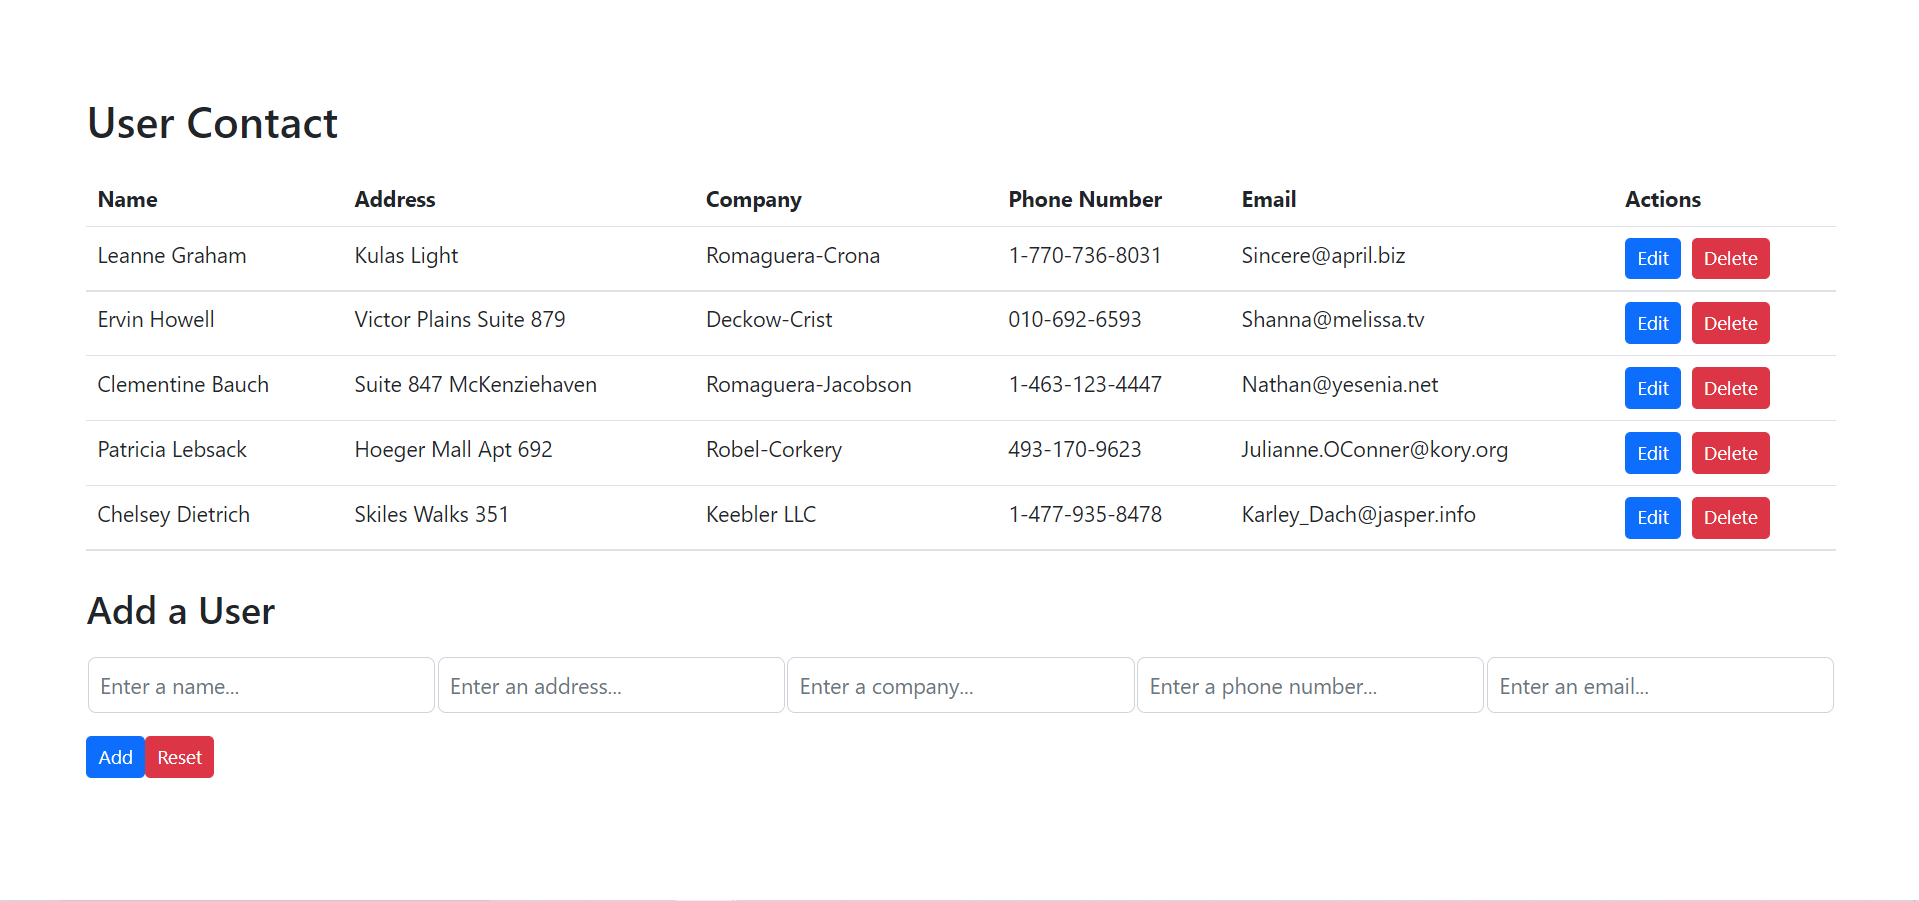 User Contact
Name Address Company Phone Number Email Actions
Leanne Graham Kulas Light Romaguera-Crona 1-770-736-8031 Sincere@april.biz Edit Delete
Ervin Howell Victor Plains Suite 879 Deckow-Crist 010-692-6593 Shanna@melissa.tv Edit Delete
Clementine Bauch Suite 847 McKenziehaven Romaguera-Jacobson 1-463-123-4447 Nathan@yesenia.net Edit Delete
Patricia Lebsack Hoeger Mall Apt 692 Robel-Corkery 493-170-9623 Julianne.OConner@kory.org Edit Delete
Chelsey Dietrich Skiles Walks 351 Keebler LLC 1-477-935-8478 Karley_Dach@jasper.info Edit Delete
Add a User
Enter a name... Enter an address... Enter a company... Enter a phone number... Enter an email...
Add Reset